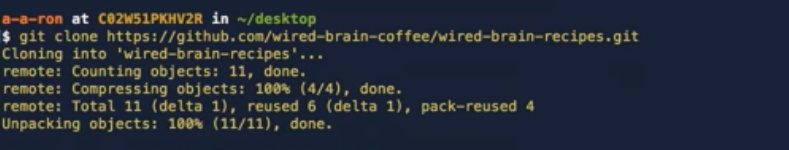 a-a-ron at C02W51PKHV2R in ~/desktop
$ git clone https://github.com/wired-brain-coffee/wired-brain-recipes.git
Cloning into 'wired-brain-recipes'...
remote: Counting objects: 11, done.
remote: Compressing objects: 100% (4/4), done.
remote: Total 11 (delta 1), reused 6 (delta 1), pack-reused 4
Unpacking objects: 100% (11/11), done.